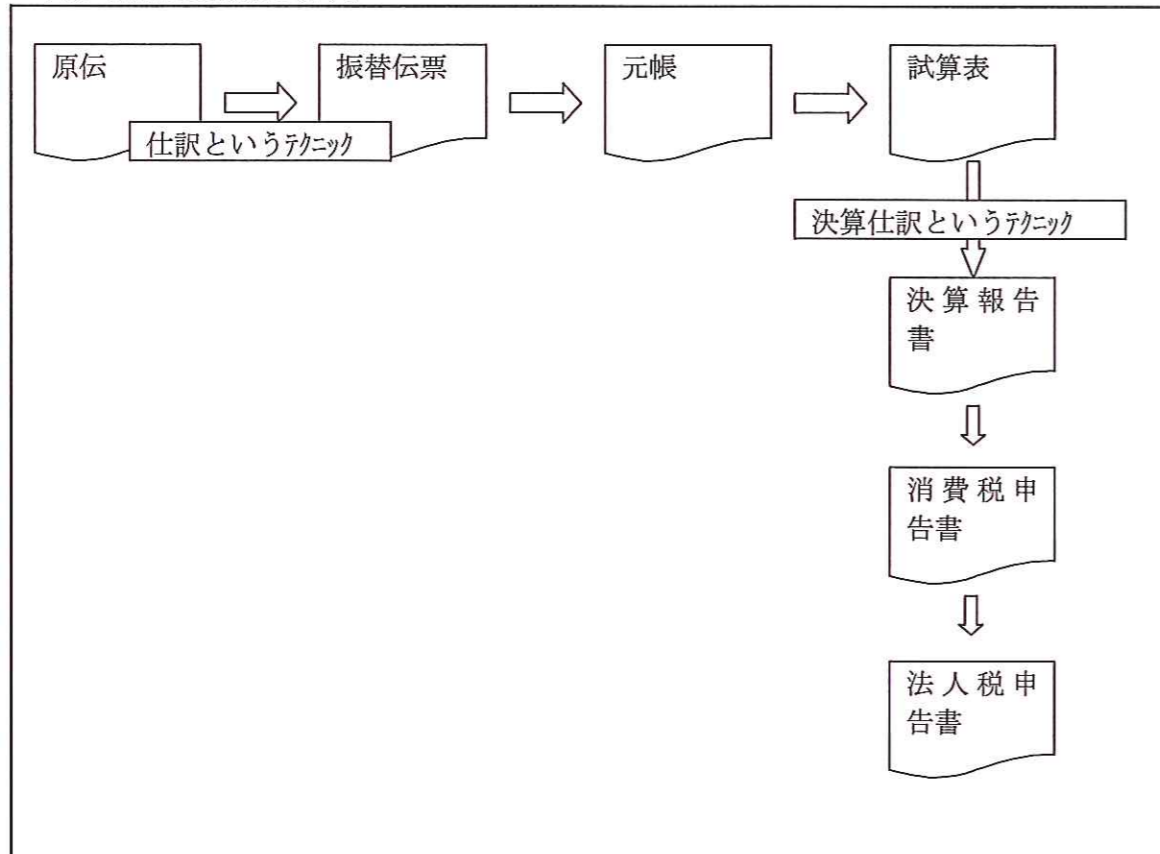 原伝
振替伝票
元帳
試算表
仕訳というテクニック
決算仕訳というテクニック
決算報告
書
消費税申
告書
法人税申
告書